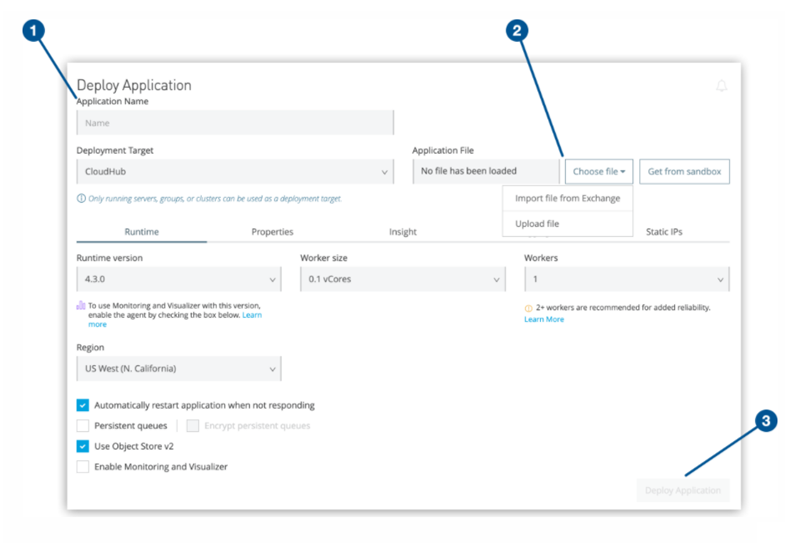 1
2
Deploy Application
Application Name
Name
Deployment Target
Application File
CloudHub
No file has been loaded
Choose file
Get from sandbox
Only running servers, groups, or clusters can be used as a deployment target.
Import file from Exchange
Upload file
Runtime
Properties
Insight
Static IPs
Runtime version
Worker size
Workers
4.3.0
0.1 vCores
1
To use Monitoring and Visualizer with this version,
enable the agent by checking the box below. Learn
more
2+ workers are recommended for added reliability.
Learn More
Region
US West (N. California)
Automatically restart application when not responding
Persistent queues
Encrypt persistent queues
Use Object Store v2
Enable Monitoring and Visualizer
3
Deploy Application